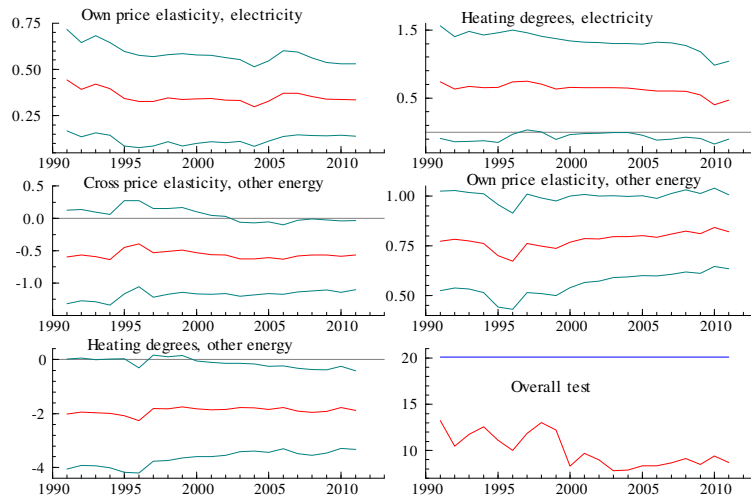 Own price elasticity, electricity
0.75
0.50
0.25
1990 1995 2000 2005 2010
Heating degrees, electricity
1.5
0.5
1990 1995 2000 2005 2010
Cross price elasticity, other energy
0.5
0.0
-0.5
-1.0
1990 1995 2000 2005 2010
Own price elasticity, other energy
1.00
0.75
0.50
1990 1995 2000 2005 2010
Heating degrees, other energy
0
-2
-4
1990 1995 2000 2005 2010
20
Overall test
15
10
1990 1995 2000 2005 2010